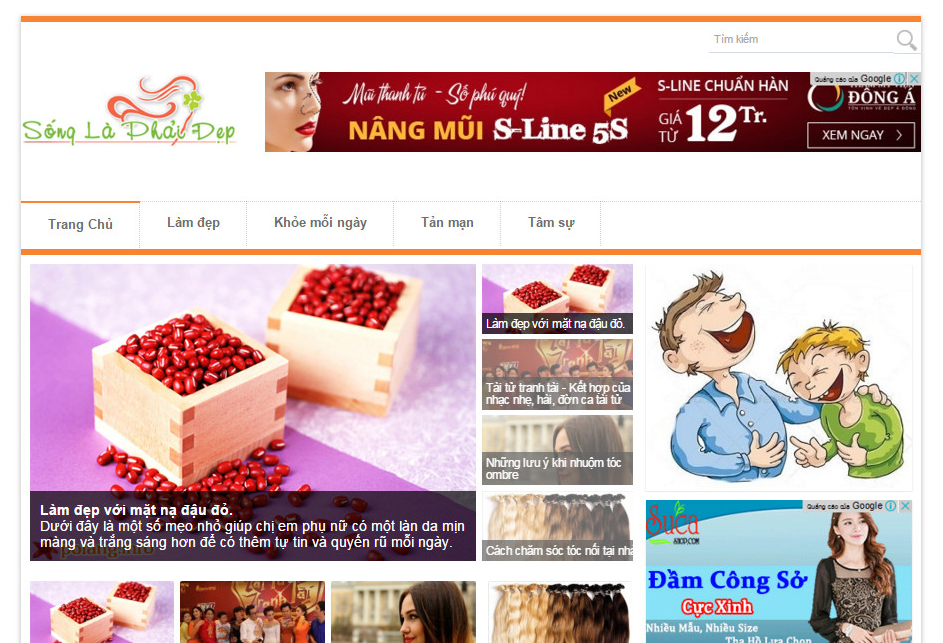 Tìm kiếm
Sống Là Phải Đẹp
Mũi thanh tú - Số phú quý!
NÂNG MŨI S-Line 5S
New
S-LINE CHUẨN HÀN
GIÁ TỪ 12Tr.
Quảng cáo của Google
ĐÔNG Á
XEM NGAY
Trang Chủ
Làm đẹp
Khỏe mỗi ngày
Tản mạn
Tâm sự
Làm đẹp với mặt nạ đậu đỏ.
Dưới đây là một số mẹo nhỏ giúp chị em phụ nữ có một làn da mịn
màng và trắng sáng hơn để có thêm tự tin và quyến rũ mỗi ngày.
Làm đẹp với mặt nạ đậu đỏ.
Tài tử tranh tài - Kết hợp của
nhạc nhẹ, hài, đờn ca tài tử
Những lưu ý khi nhuộm tóc
ombre
Cách chăm sóc tóc nối tại nhà
Quảng cáo của Google
Suca
SHOP.COM
Đầm Công Sở
Cực Xinh
Nhiều Mẫu, Nhiều Size
Tha Hồ Lựa Chọn